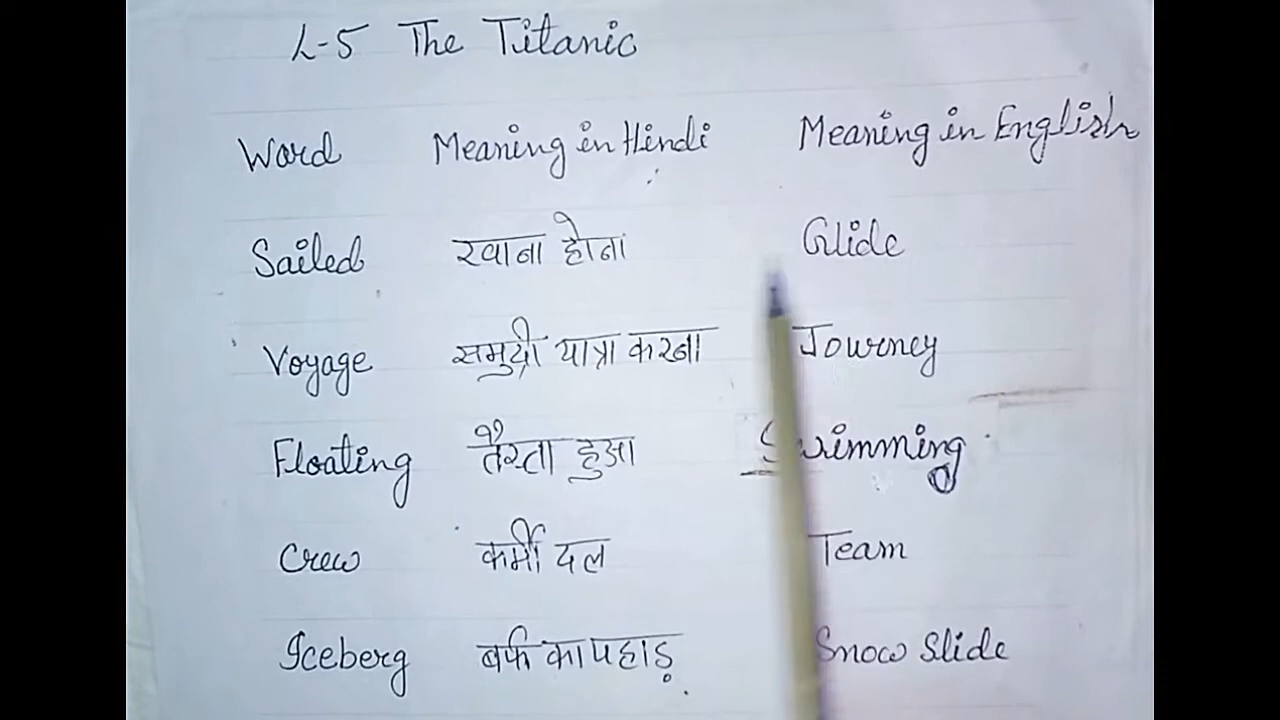 L-5 The Titanic
Word Meaning in Hindi Meaning in English
Sailed रवाना होना Glide
Voyage समुद्री यात्रा करना Journey
Floating तैरता हुआ Swimming
Crew कर्मी दल Team
Iceberg बर्फ का पहाड़ Snow Slide